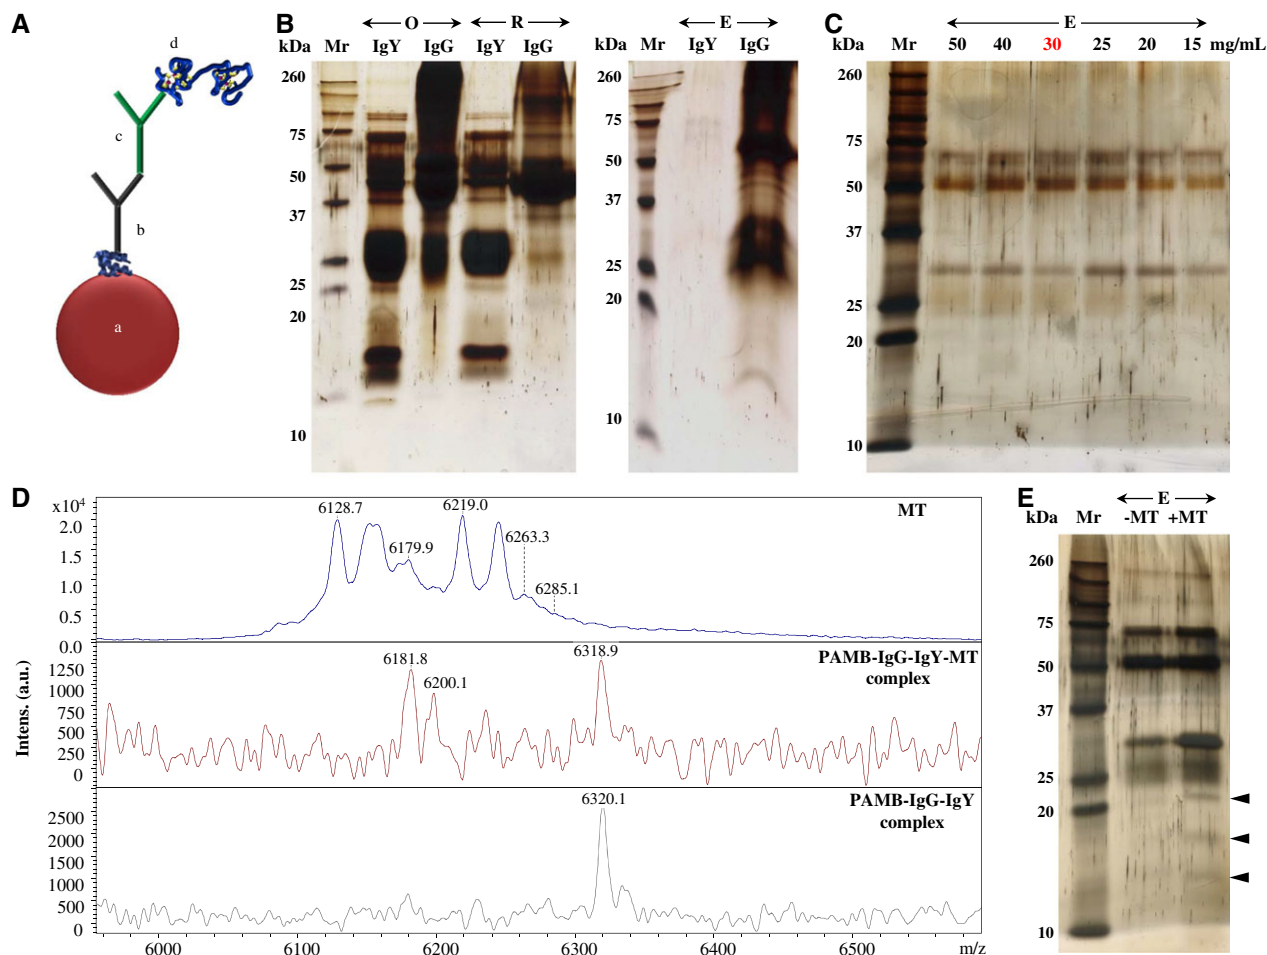 A
d
c
b
a
B
O R
kDa Mr IgY IgG IgY IgG
260
75
50
37
25
20
10
E
kDa Mr IgY IgG
260
75
50
37
25
20
10
C
E
kDa Mr 50 40 30 25 20 15 mg/mL
260
75
50
37
25
20
10
D
Intens. (a.u.)
x10⁴
2.0
1.5
1.0
0.5
0.0
6128.7
6179.9
6219.0
6263.3
6285.1
MT
1250
1000
750
500
250
0
6181.8
6200.1
6318.9
PAMB-IgG-IgY-MT
complex
2500
2000
1500
1000
500
0
6320.1
PAMB-IgG-IgY
complex
6000 6100 6200 6300 6400 6500 m/z
E
E
kDa Mr -MT +MT
260
75
50
37
25
20
10